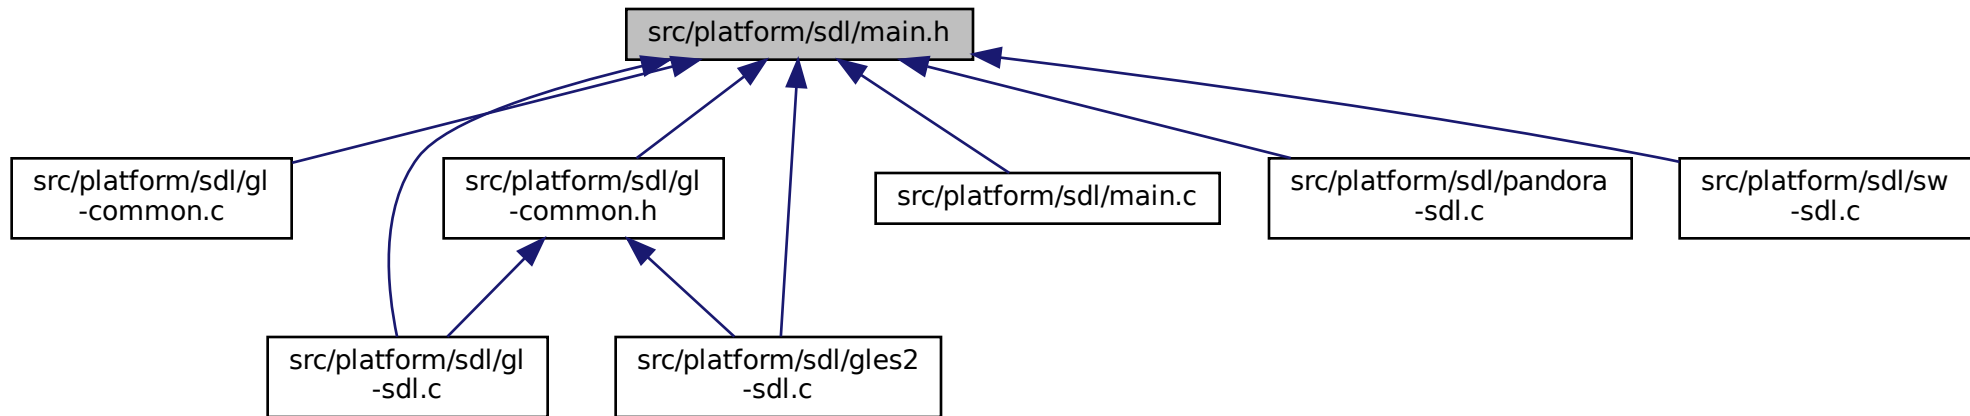 src/platform/sdl/main.h
src/platform/sdl/gl
-common.c
src/platform/sdl/gl
-common.h
src/platform/sdl/main.c
src/platform/sdl/pandora
-sdl.c
src/platform/sdl/sw
-sdl.c
src/platform/sdl/gl
-sdl.c
src/platform/sdl/gles2
-sdl.c